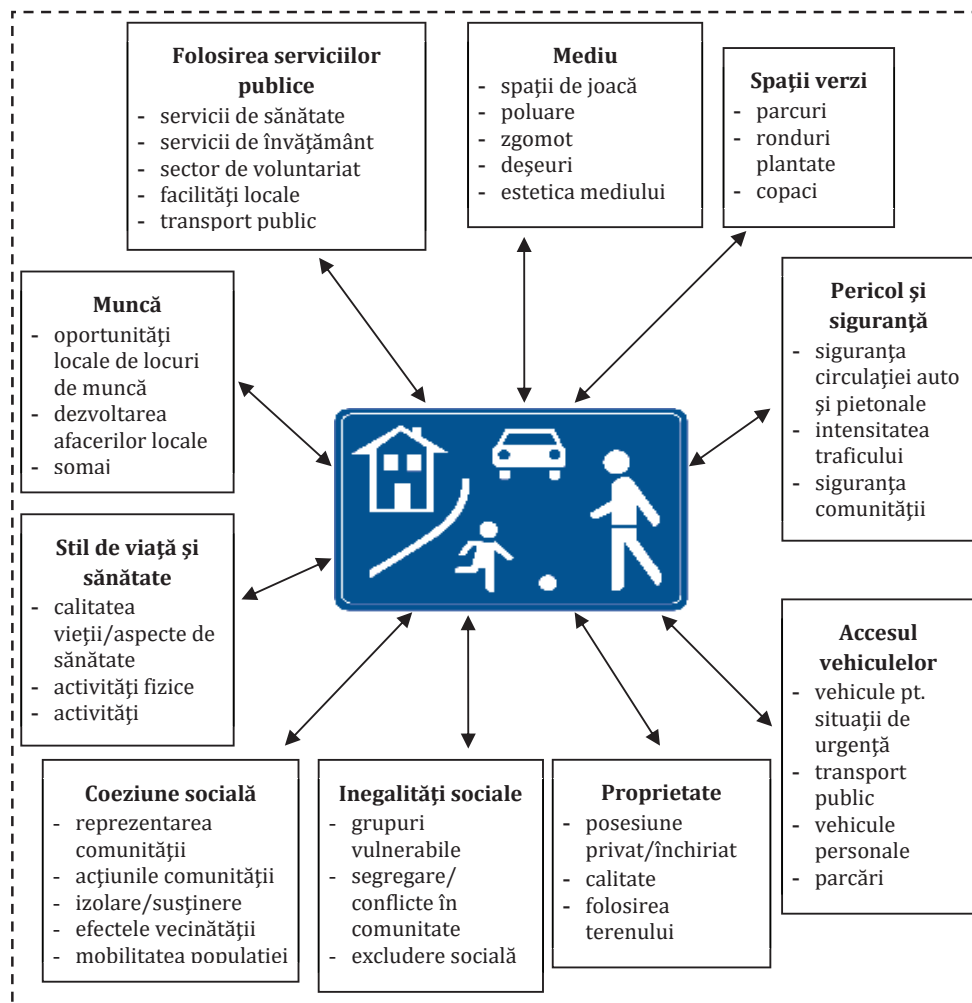 Folosirea serviciilor
publice
- servicii de sănătate
- servicii de învăţământ
- sector de voluntariat
- facilităţi locale
- transport public
Mediu
- spaţii de joacă
- poluare
- zgomot
- deşeuri
- estetica mediului
Spaţii verzi
- parcuri
- ronduri
plantate
- copaci
Muncă
- oportunităţi
locale de locuri
de muncă
- dezvoltarea
afacerilor locale
- somaj
Pericol şi
siguranţă
- siguranţa
circulaţiei auto
şi pietonale
- intensitatea
traficului
- siguranţa
comunităţii
Stil de viaţă şi
sănătate
- calitatea
vieţii/aspecte de
sănătate
- activităţi fizice
- activităţi
Accesul
vehiculelor
- vehicule pt.
situaţii de
urgenţă
- transport
public
- vehicule
personale
- parcări
Coeziune socială
- reprezentarea
comunităţii
- acţiunile comunităţii
- izolare/susţinere
- efectele vecinătăţii
- mobilitatea populaţiei
Inegalităţi sociale
- grupuri
vulnerabile
- segregare/
conflicte în
comunitate
- excludere socială
Proprietate
- posesiune
privat/închiriat
- calitate
- folosirea
terenului